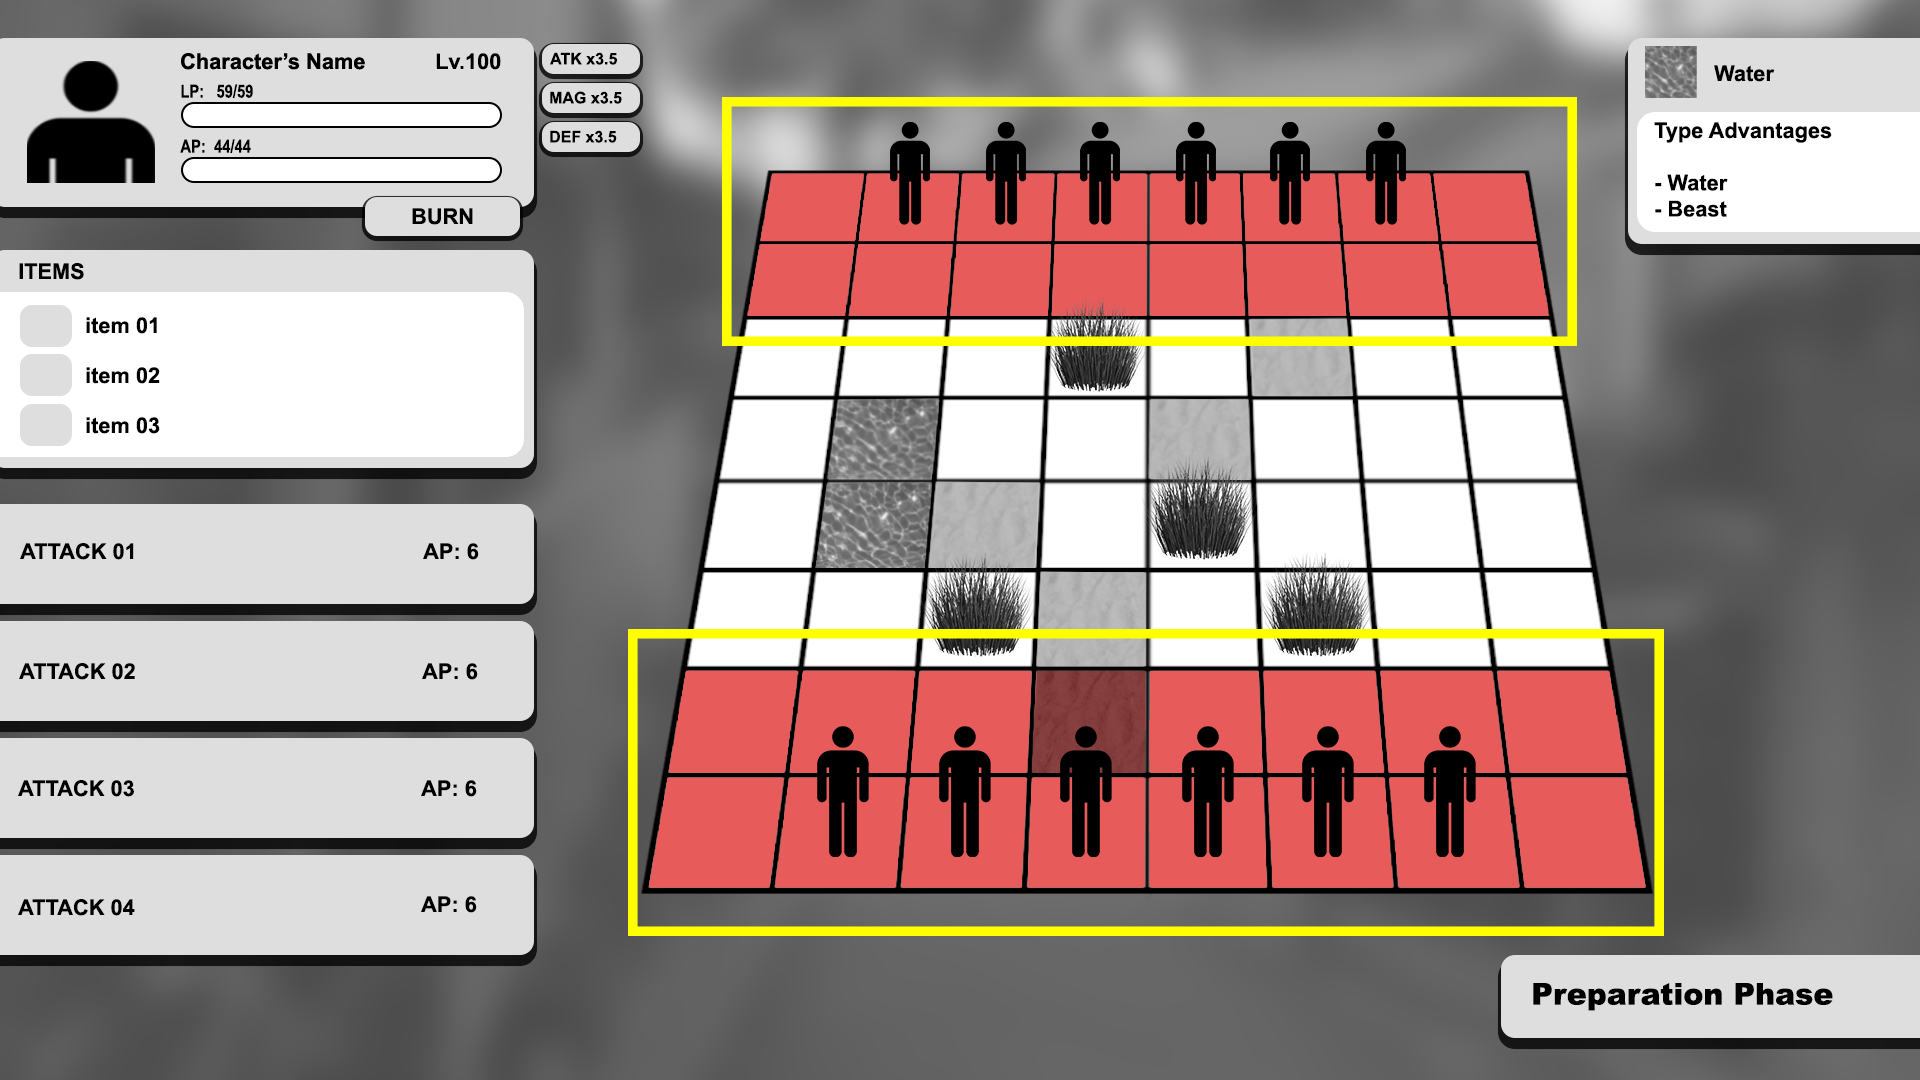 Character’s Name Lv.100
LP: 59/59
AP: 44/44
BURN
ATK x3.5
MAG x3.5
DEF x3.5
ITEMS
item 01
item 02
item 03
ATTACK 01 AP: 6
ATTACK 02 AP: 6
ATTACK 03 AP: 6
ATTACK 04 AP: 6
Water
Type Advantages
- Water
- Beast
Preparation Phase